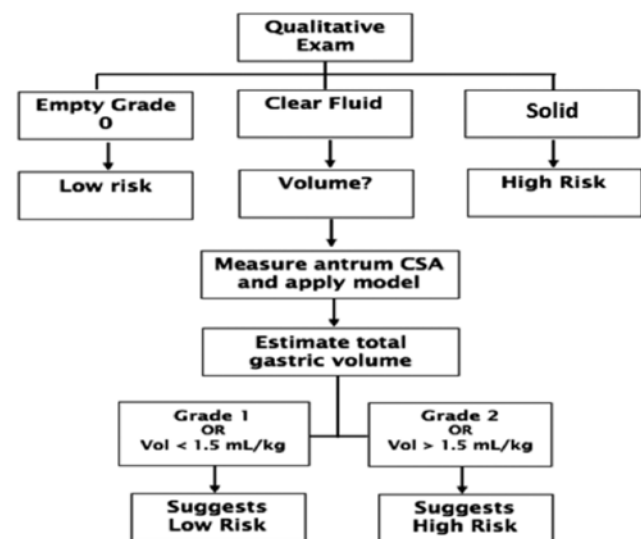 Qualitative
Exam
Empty Grade
0
Clear Fluid
Solid
Low risk
Volume?
High Risk
Measure antrum CSA
and apply model
Estimate total
gastric volume
Grade 1
OR
Vol < 1.5 mL/kg
Grade 2
OR
Vol > 1.5 mL/kg
Suggests
Low Risk
Suggests
High Risk